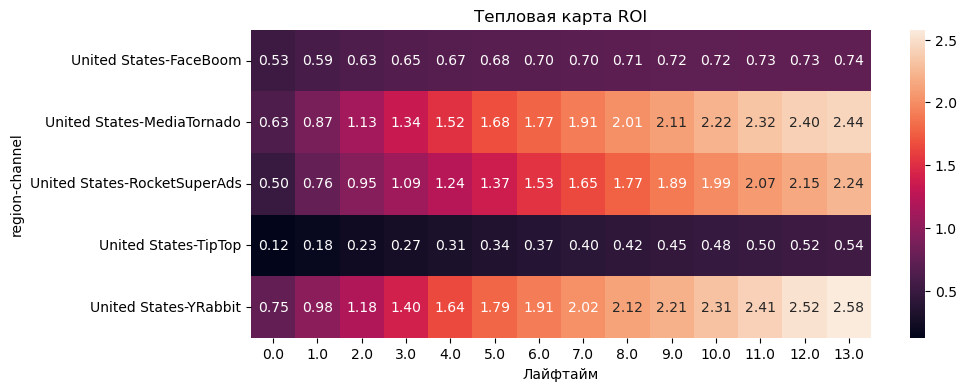 Тепловая карта ROI
region-channel
United States-FaceBoom 0.53 0.59 0.63 0.65 0.67 0.68 0.70 0.70 0.71 0.72 0.72 0.73 0.73 0.74
United States-MediaTornado 0.63 0.87 1.13 1.34 1.52 1.68 1.77 1.91 2.01 2.11 2.22 2.32 2.40 2.44
United States-RocketSuperAds 0.50 0.76 0.95 1.09 1.24 1.37 1.53 1.65 1.77 1.89 1.99 2.07 2.15 2.24
United States-TipTop 0.12 0.18 0.23 0.27 0.31 0.34 0.37 0.40 0.42 0.45 0.48 0.50 0.52 0.54
United States-YRabbit 0.75 0.98 1.18 1.40 1.64 1.79 1.91 2.02 2.12 2.21 2.31 2.41 2.52 2.58
0.0 1.0 2.0 3.0 4.0 5.0 6.0 7.0 8.0 9.0 10.0 11.0 12.0 13.0
Лайфтайм
2.5
2.0
1.5
1.0
0.5